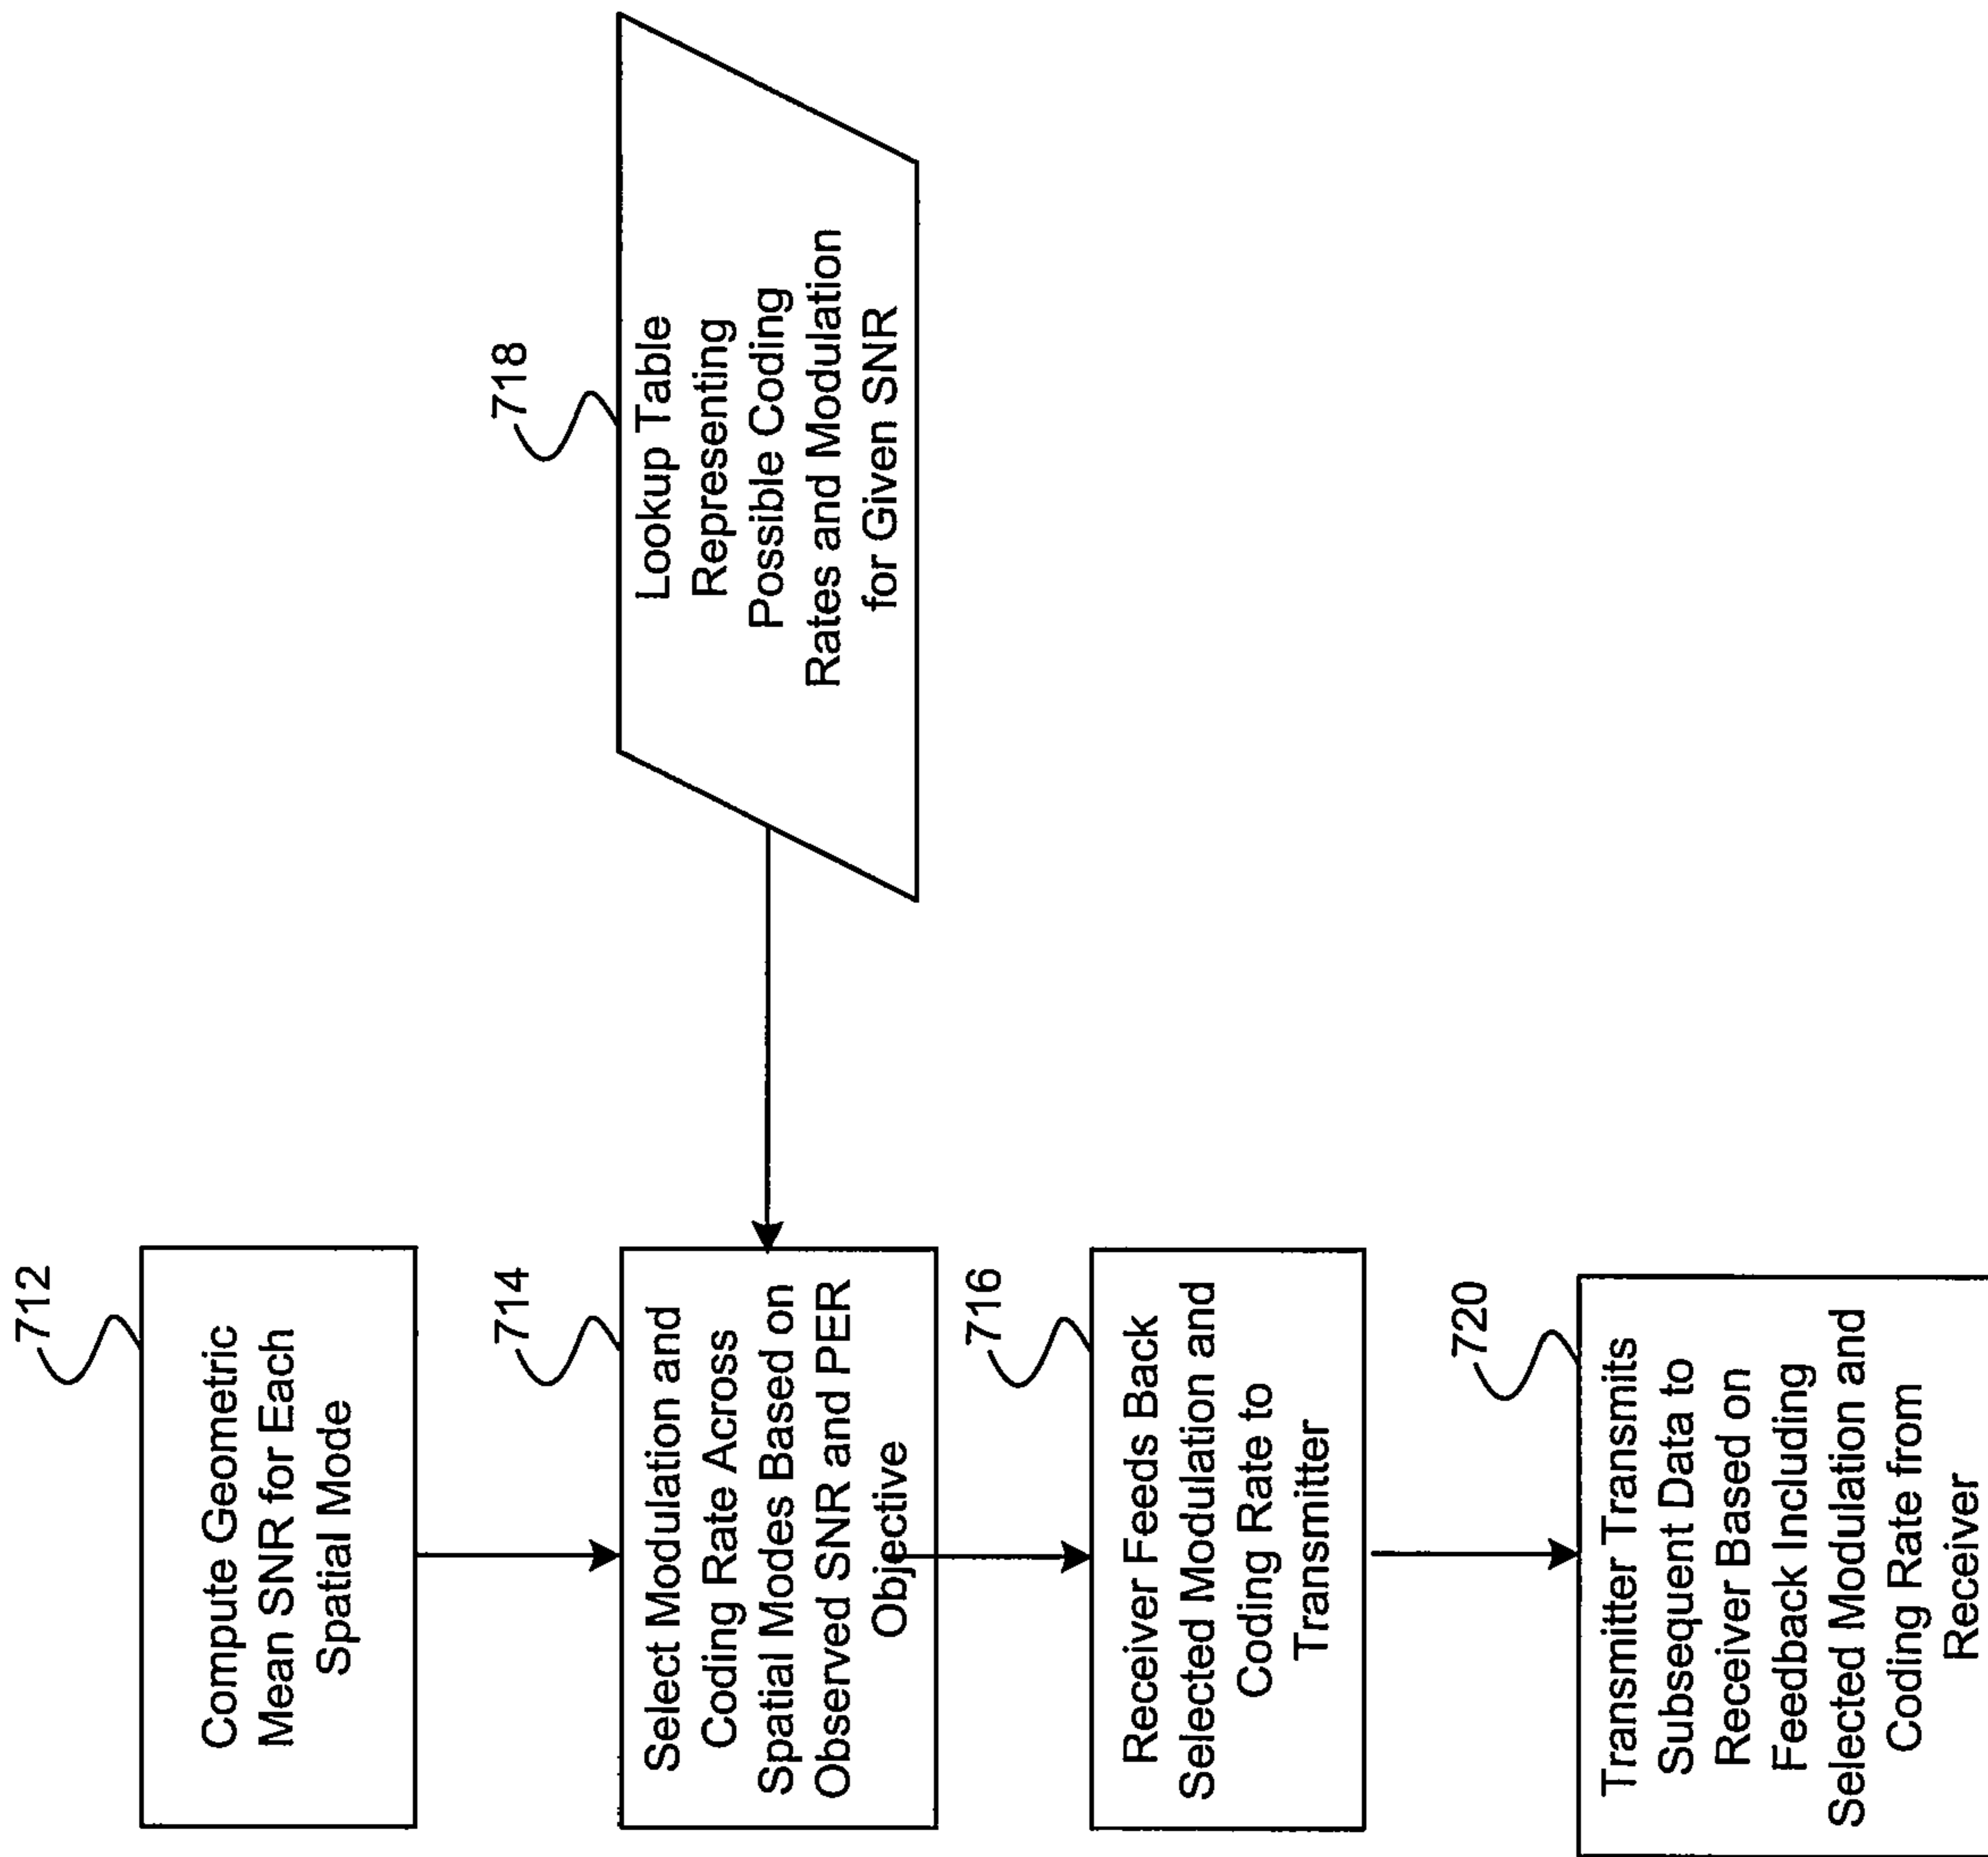 712
Compute Geometric
Mean SNR for Each
Spatial Mode
714
Select Modulation and
Coding Rate Across
Spatial Modes Based on
Observed SNR and PER
Objective
718
Lookup Table
Representing
Possible Coding
Rates and Modulation
for Given SNR
716
Receiver Feeds Back
Selected Modulation and
Coding Rate to
Transmitter
720
Transmitter Transmits
Subsequent Data to
Receiver Based on
Feedback Including
Selected Modulation and
Coding Rate from
Receiver